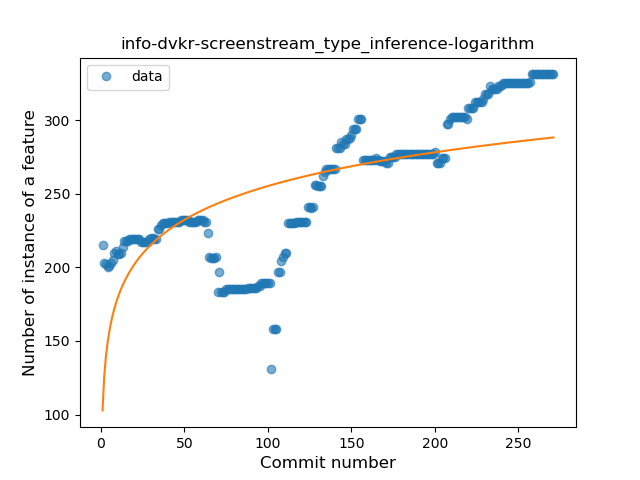 info-dvkr-screenstream_type_inference-logarithm
data
Number of instance of a feature
300
250
200
150
100
0
50
100
150
200
250
Commit number